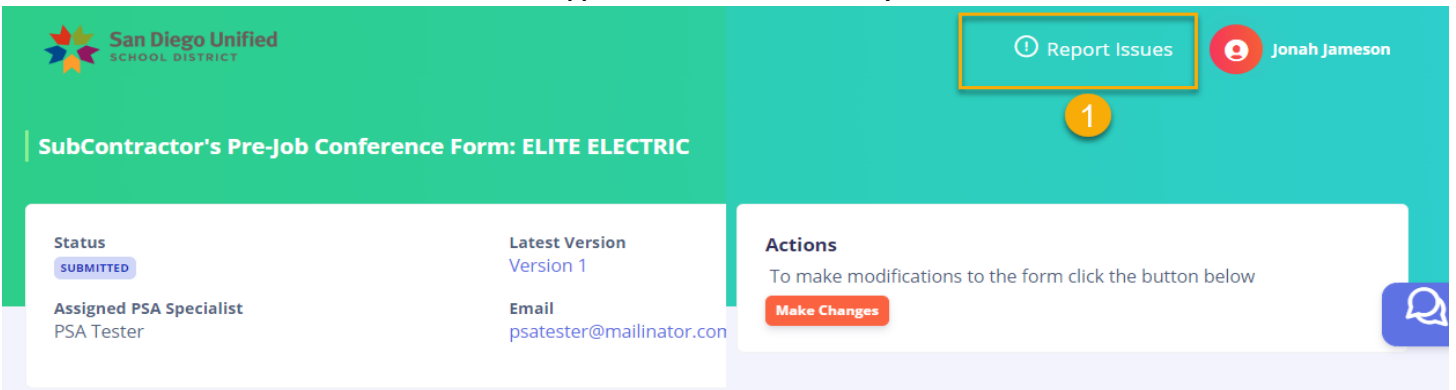 San Diego Unified
SCHOOL DISTRICT
Report Issues
Jonah Jameson
1
SubContractor's Pre-Job Conference Form: ELITE ELECTRIC
Status
SUBMITTED
Latest Version
Version 1
Assigned PSA Specialist
PSA Tester
Email
psatester@mailinator.com
Actions
To make modifications to the form click the button below
Make Changes